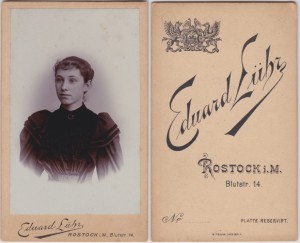 Eduard Lühr
ROSTOCK i. M. Blutstr. 14.
Eduard Lühr
ROSTOCK i. M.
Blutstr. 14.
No
PLATTE RESERVIRT.